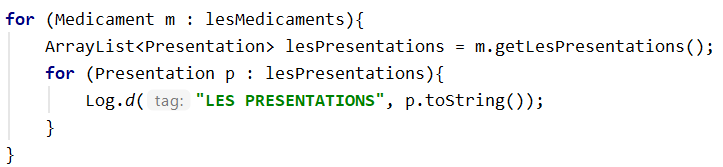 for (Medicament m : lesMedicaments){
    ArrayList<Presentation> lesPresentations = m.getLesPresentations();
    for (Presentation p : lesPresentations){
        Log.d( tag: "LES PRESENTATIONS", p.toString());
    }
}